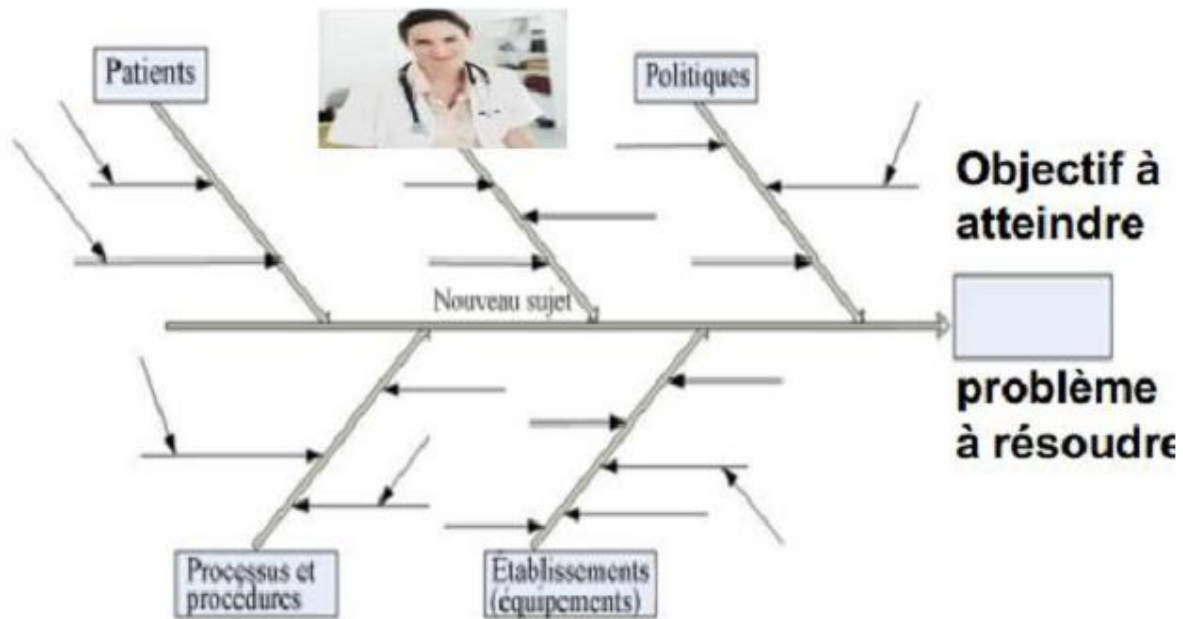 Patients
Politiques
Objectif à
atteindre
Nouveau sujet
problème
à résoudre
Processus et
procédures
Établissements
(équipements)